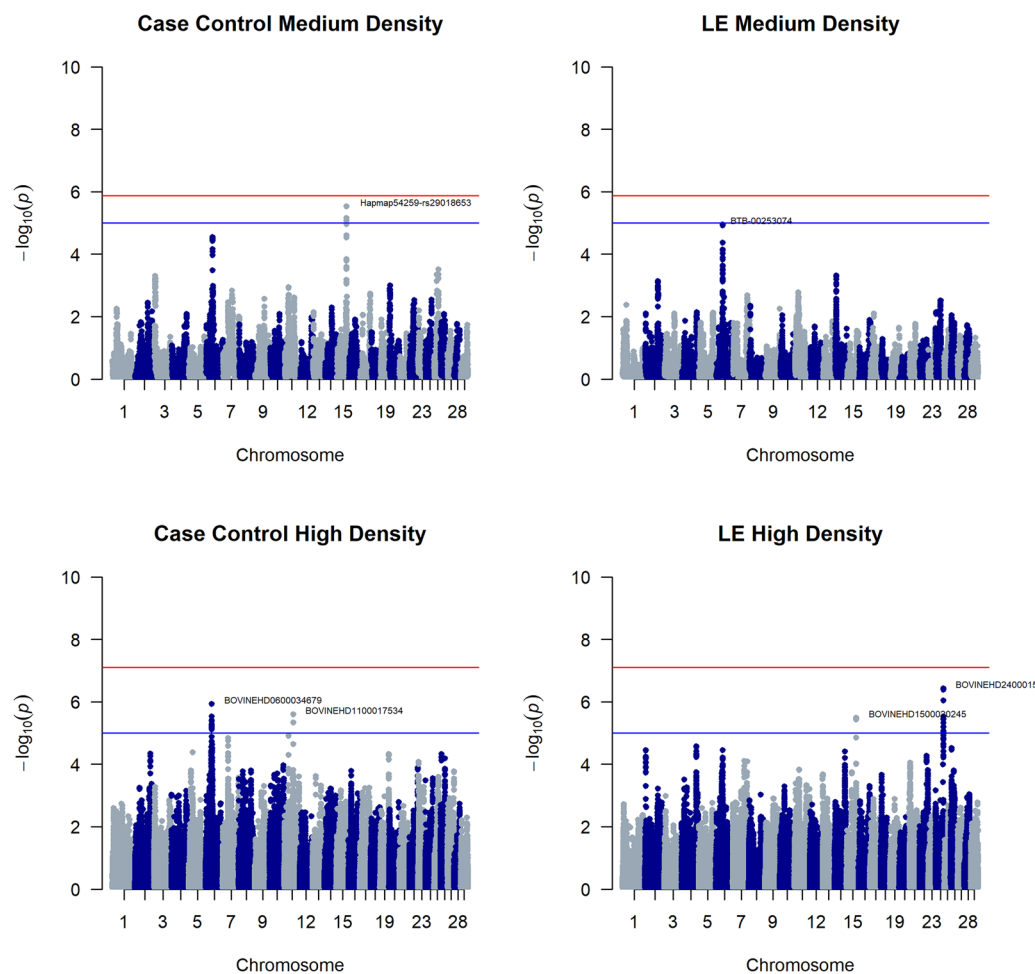 Case Control Medium Density
LE Medium Density
10
8
6
4
2
0
−log10(p)
Hapmap54259-rs29018653
1 3 5 7 9 12 15 19 23 28
Chromosome
10
8
6
4
2
0
−log10(p)
BTB-00253074
1 3 5 7 9 12 15 19 23 28
Chromosome
Case Control High Density
LE High Density
10
8
6
4
2
0
−log10(p)
BOVINEHD0600034679
BOVINEHD1100017534
1 3 5 7 9 12 15 19 23 28
Chromosome
10
8
6
4
2
0
−log10(p)
BOVINEHD2400015
BOVINEHD1500020245
1 3 5 7 9 12 15 19 23 28
Chromosome